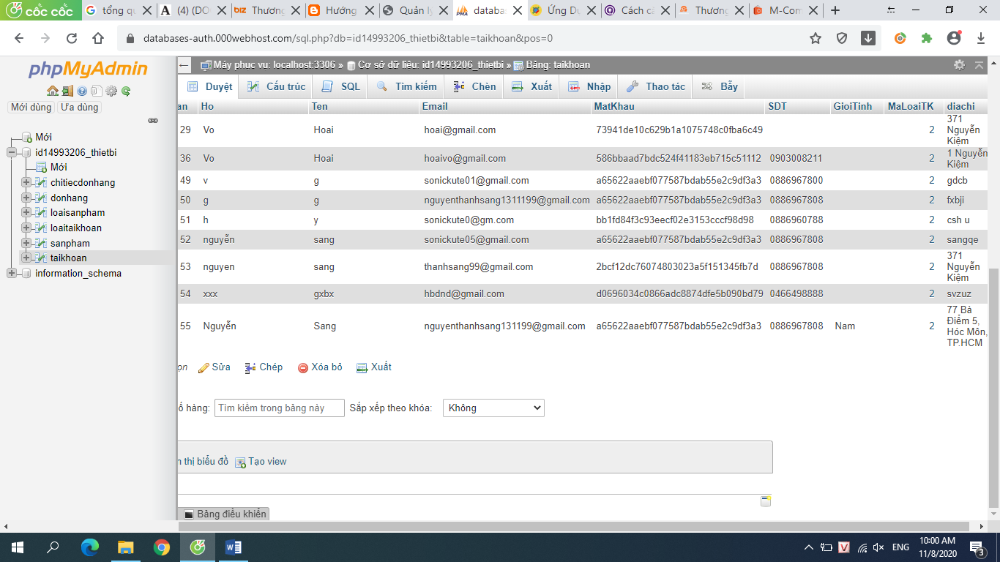 cốc cốc
tổng qu
(4) (DO
Thương
Hướng
Quản lý
databas
Ứng Dụ
Cách cà
Thương
M-Com
databases-auth.000webhost.com/sql.php?db=id14993206_thietbi&table=taikhoan&pos=0
phpMyAdmin
Mới dùng Ưa dùng
Mới
id14993206_thietbi
Mới
chitiecdonhang
donhang
loaisanpham
loaitaikhoan
sanpham
taikhoan
information_schema
Máy phục vụ: localhost:3306 » Cơ sở dữ liệu: id14993206_thietbi » Bảng: taikhoan
Duyệt Cấu trúc SQL Tìm kiếm Chèn Xuất Nhập Thao tác Bẫy
an Ho Ten Email MatKhau SDT GioiTinh MaLoaiTK diachi
29 Vo Hoai hoai@gmail.com 73941de10c629b1a1075748c0fba6c49 2 371 Nguyễn Kiệm
36 Vo Hoai hoaivo@gmail.com 586bbaad7bdc524f41183eb715c51112 0903008211 2 1 Nguyễn Kiệm
49 v g sonickute01@gmail.com a65622aaebf077587bdab55e2c9df3a3 0886967800 2 gdcb
50 g g nguyenthanhsang1311199@gmail.com a65622aaebf077587bdab55e2c9df3a3 0886967808 2 fxbji
51 h y sonickute0@gm.com bb1fd84f3c93eecf02e3153cccf98d98 0886960788 2 csh u
52 nguyễn sang sonickute05@gmail.com a65622aaebf077587bdab55e2c9df3a3 0886967808 2 sangqe
53 nguyen sang thanhsang99@gmail.com 2bcf12dc76074803023a5f151345fb7d 0886967808 2 371 Nguyễn Kiệm
54 xxx gxbx hbdnd@gmail.com d0696034c0866adc8874dfe5b090bd79 0466498888 2 svzuz
55 Nguyễn Sang nguyenthanhsang131199@gmail.com a65622aaebf077587bdab55e2c9df3a3 0886967808 Nam 2 77 Bà Điểm 5, Hóc Môn, TP.HCM
ọn Sửa Chép Xóa bỏ Xuất
ố hàng: Tìm kiếm trong bảng này Sắp xếp theo khóa: Không
n thị biểu đồ Tạo view
Bảng điều khiển
ENG
10:00 AM
11/8/2020
3